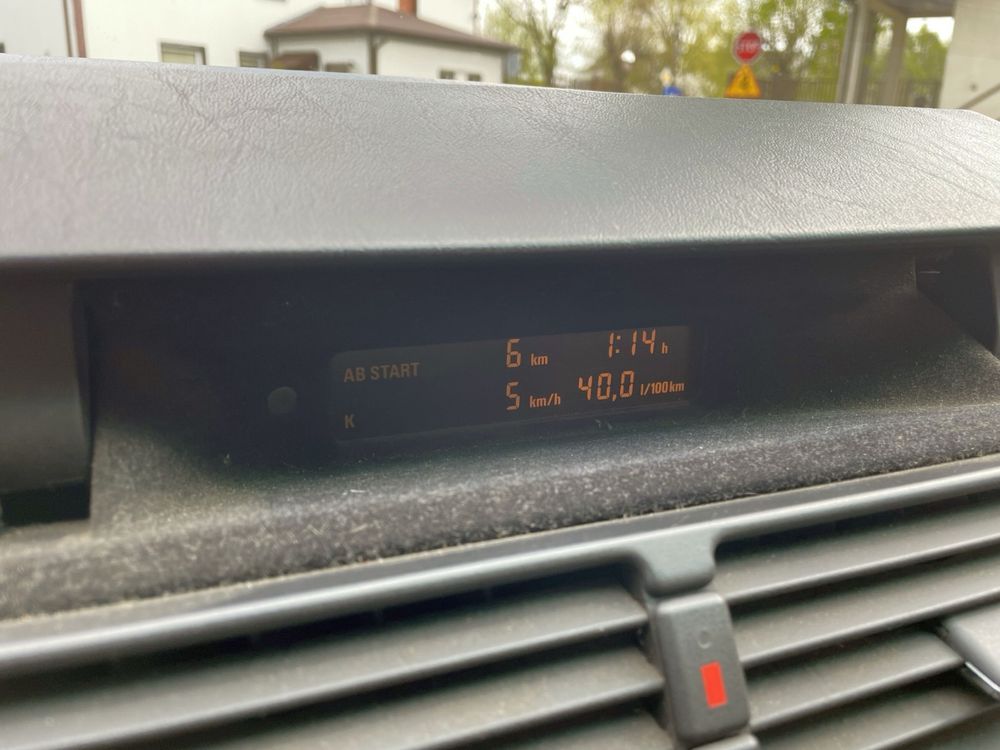 STOP
AB START 6 km 1:14 h
K 5 km/h 40,0 l/100km